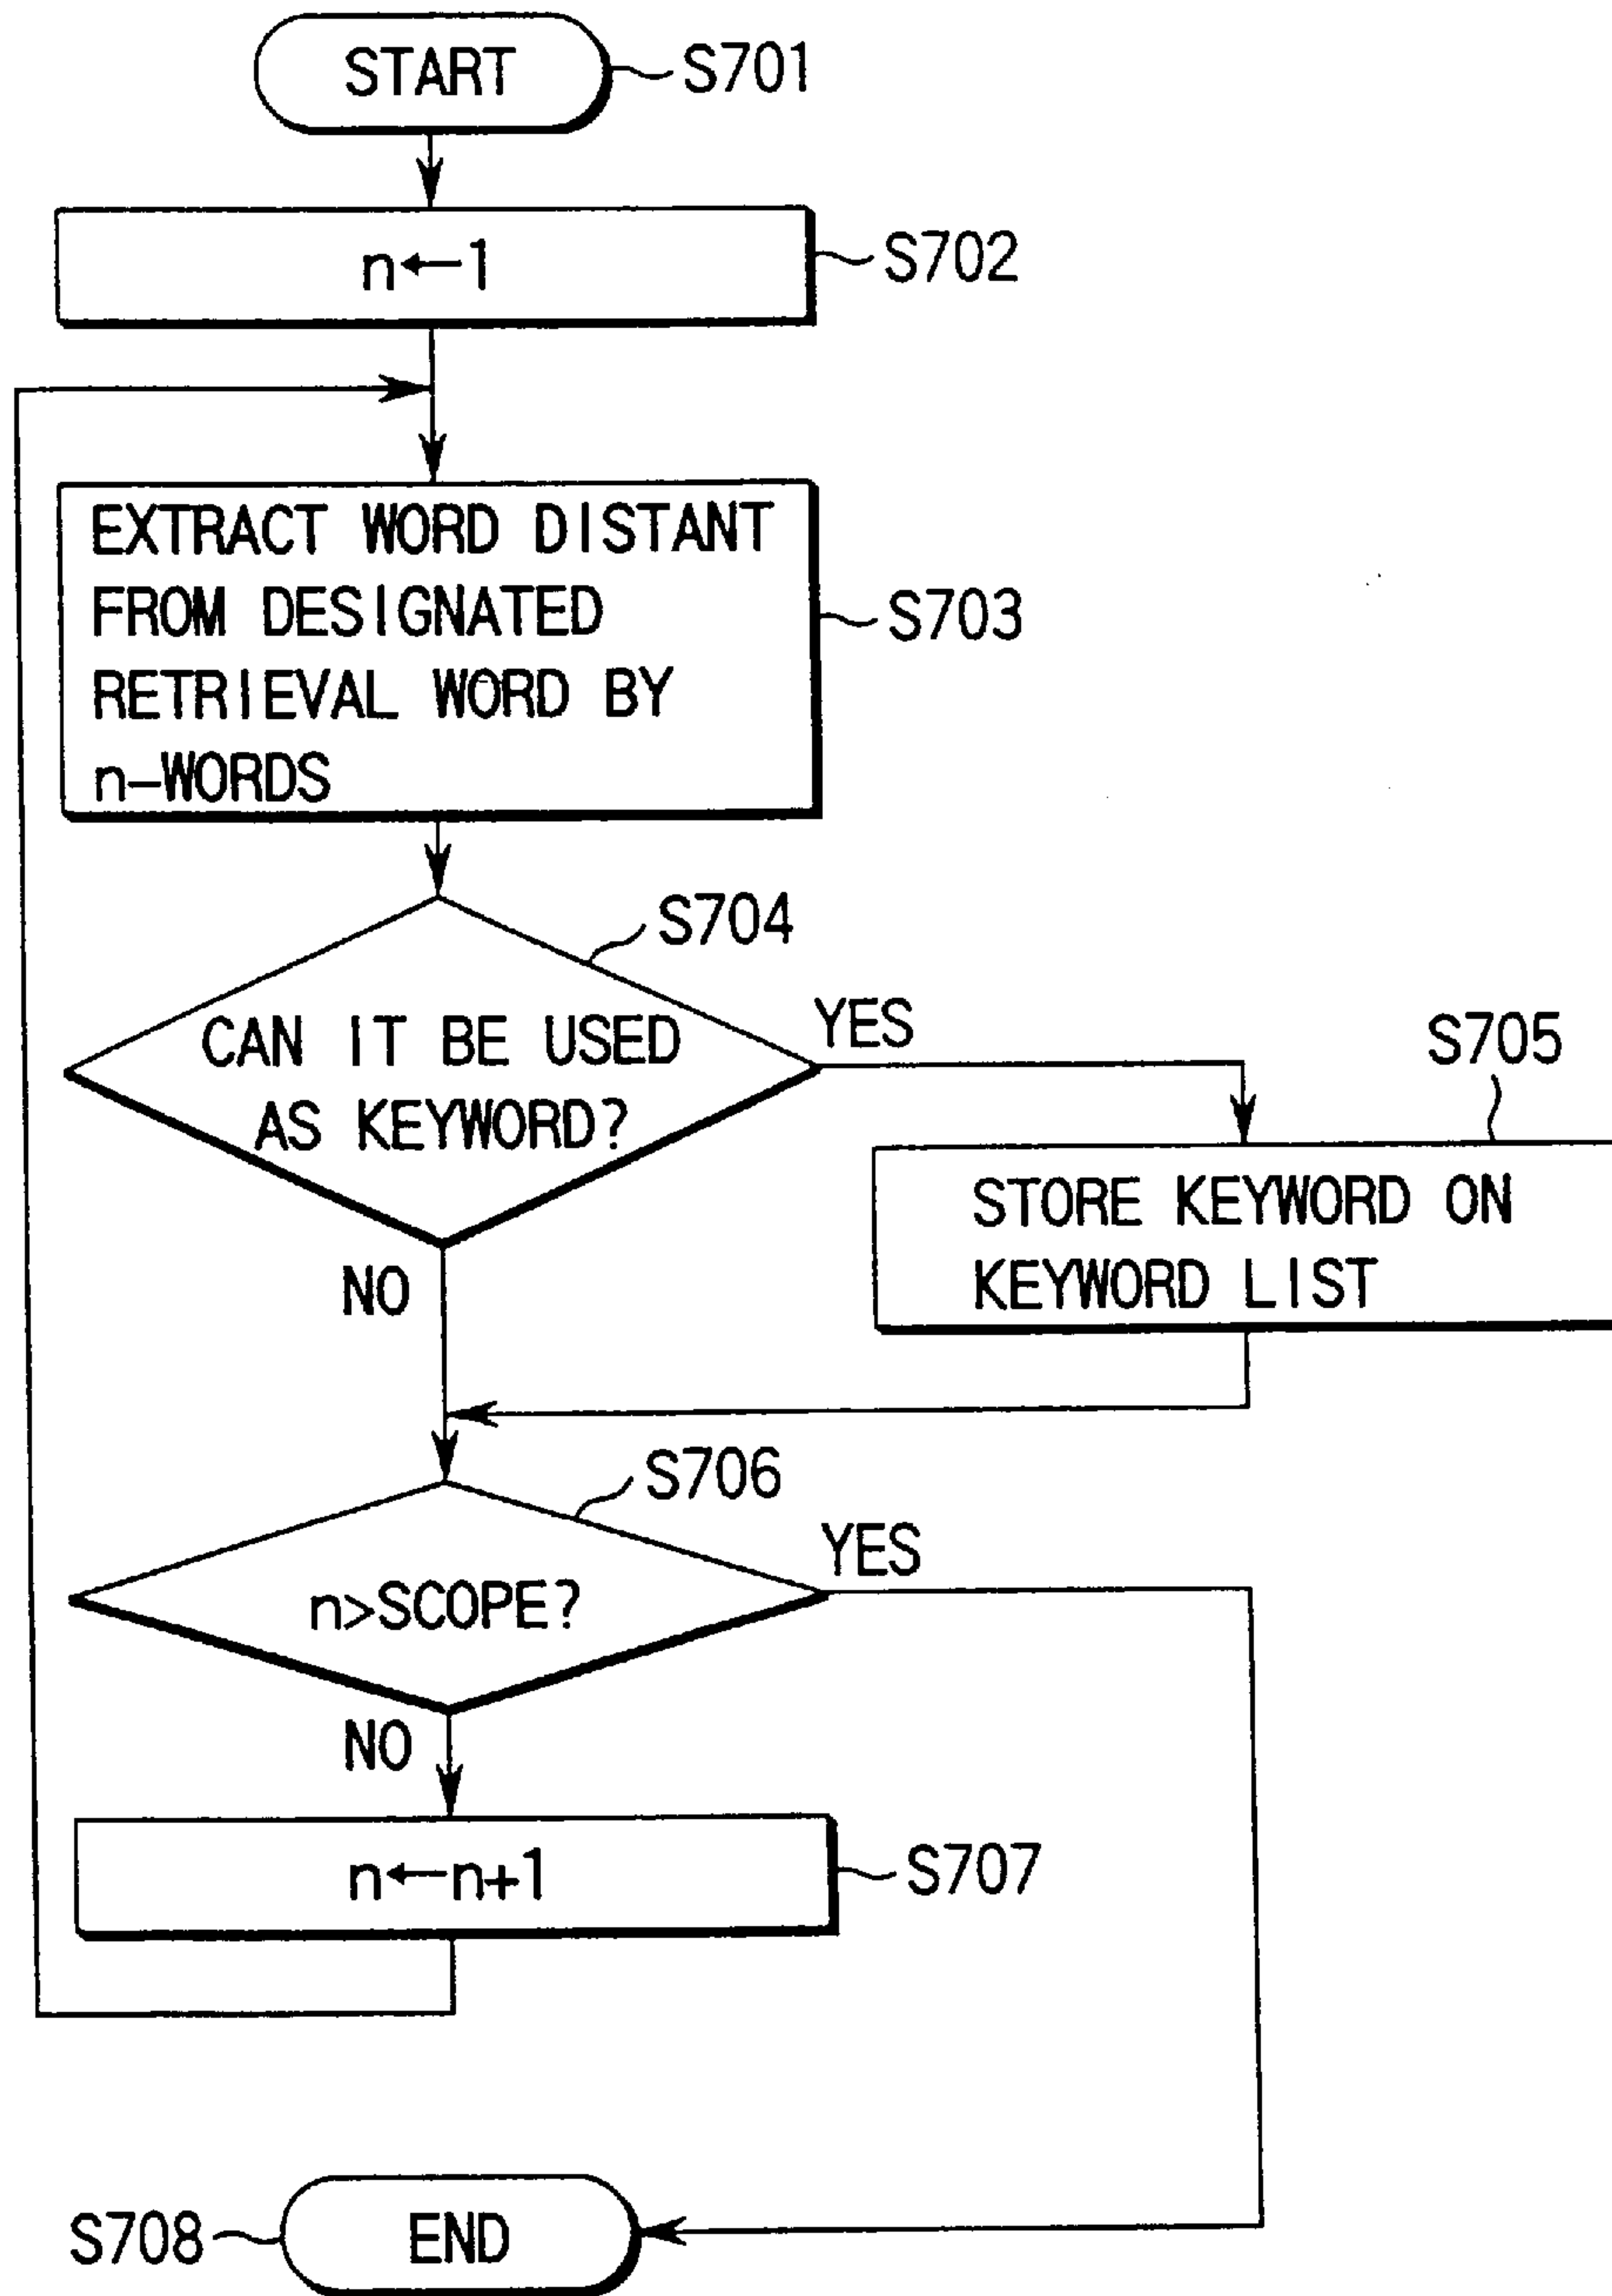 START
S701
n←1
S702
EXTRACT WORD DISTANT
FROM DESIGNATED
RETRIEVAL WORD BY
n-WORDS
S703
S704
CAN IT BE USED
AS KEYWORD?
YES
NO
S705
STORE KEYWORD ON
KEYWORD LIST
S706
n>SCOPE?
YES
NO
n←n+1
S707
S708
END